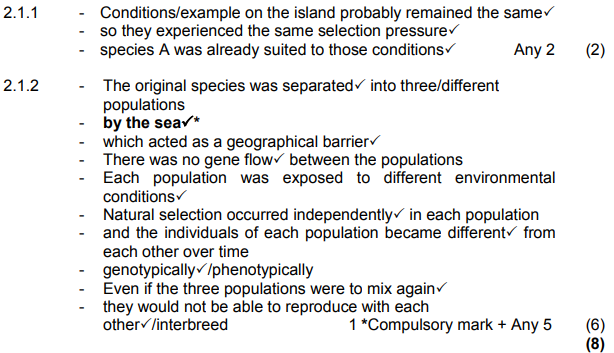 2.1.1 - Conditions/example on the island probably remained the same✓
- so they experienced the same selection pressure✓
- species A was already suited to those conditions✓ Any 2 (2)
2.1.2 - The original species was separated✓ into three/different
populations
- by the sea✓*
- which acted as a geographical barrier✓
- There was no gene flow✓ between the populations
- Each population was exposed to different environmental
conditions✓
- Natural selection occurred independently✓ in each population
- and the individuals of each population became different✓ from
each other over time
- genotypically✓/phenotypically
- Even if the three populations were to mix again✓
- they would not be able to reproduce with each
other✓/interbreed 1 *Compulsory mark + Any 5 (6)
(8)